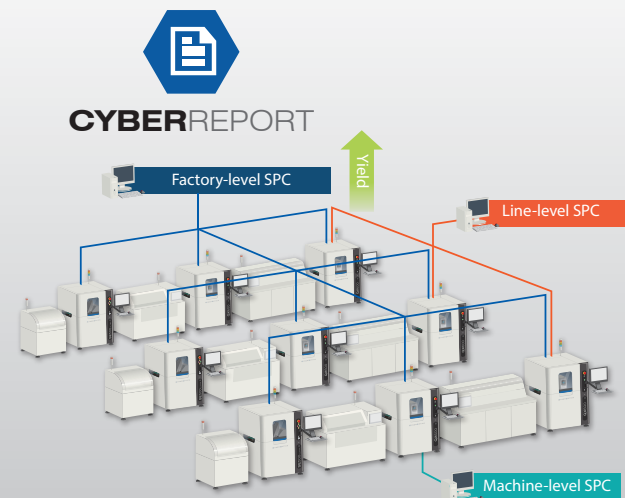 CYBERREPORT
Yield
Factory-level SPC
Line-level SPC
Machine-level SPC